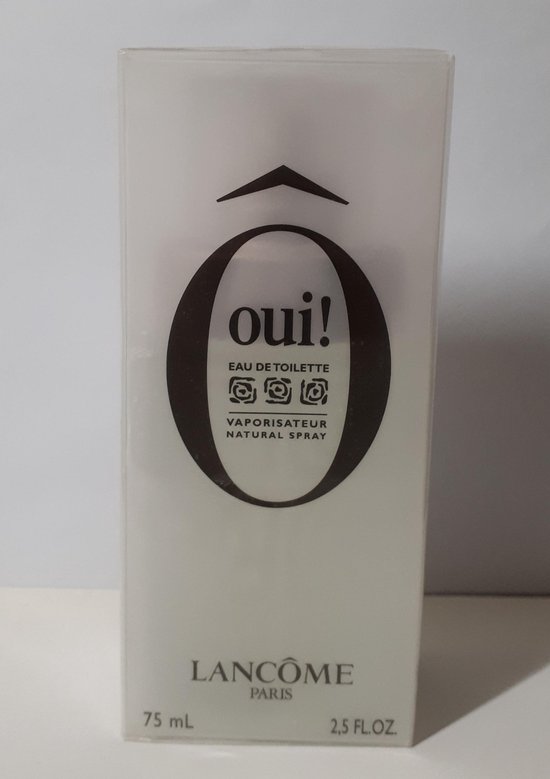 Ô
oui!
EAU DE TOILETTE
VAPORISATEUR
NATURAL SPRAY
LANCÔME
PARIS
75 mL
2,5 FL.OZ.